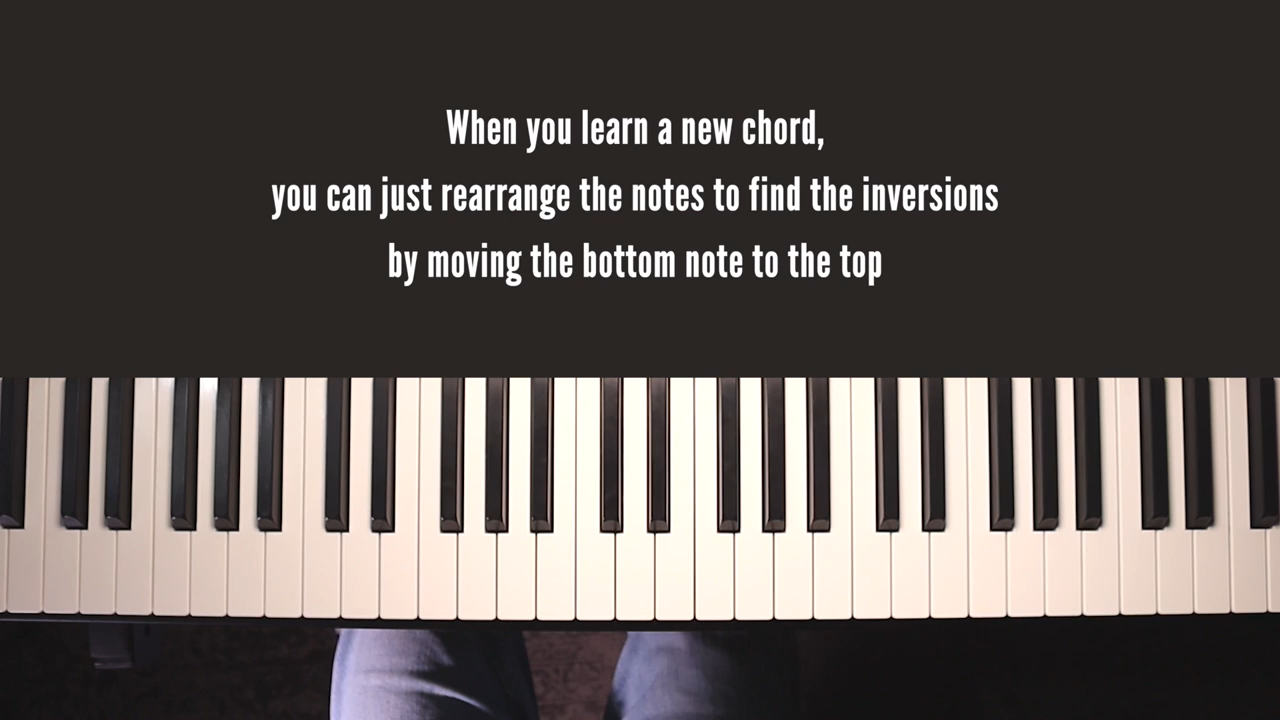 When you learn a new chord,
you can just rearrange the notes to find the inversions
by moving the bottom note to the top